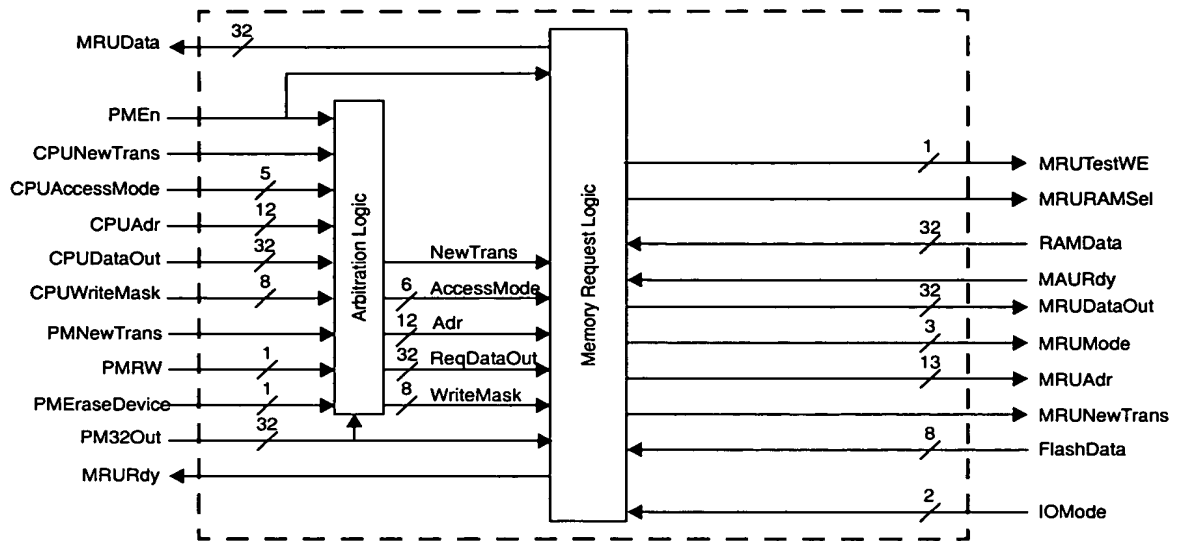 MRUData
32
PMEn
CPUNewTrans
CPUAccessMode
5
CPUAdr
12
CPUDataOut
32
CPUWriteMask
8
PMNewTrans
PMRW
1
PMEraseDevice
1
PM32Out
32
MRURdy
Arbitration Logic
NewTrans
6 AccessMode
12 Adr
32 ReqDataOut
8 WriteMask
Memory Request Logic
1
MRUTestWE
MRURAMSel
32
RAMData
MAURdy
32
MRUDataOut
3
MRUMode
13
MRUAdr
MRUNewTrans
8
FlashData
2
IOMode